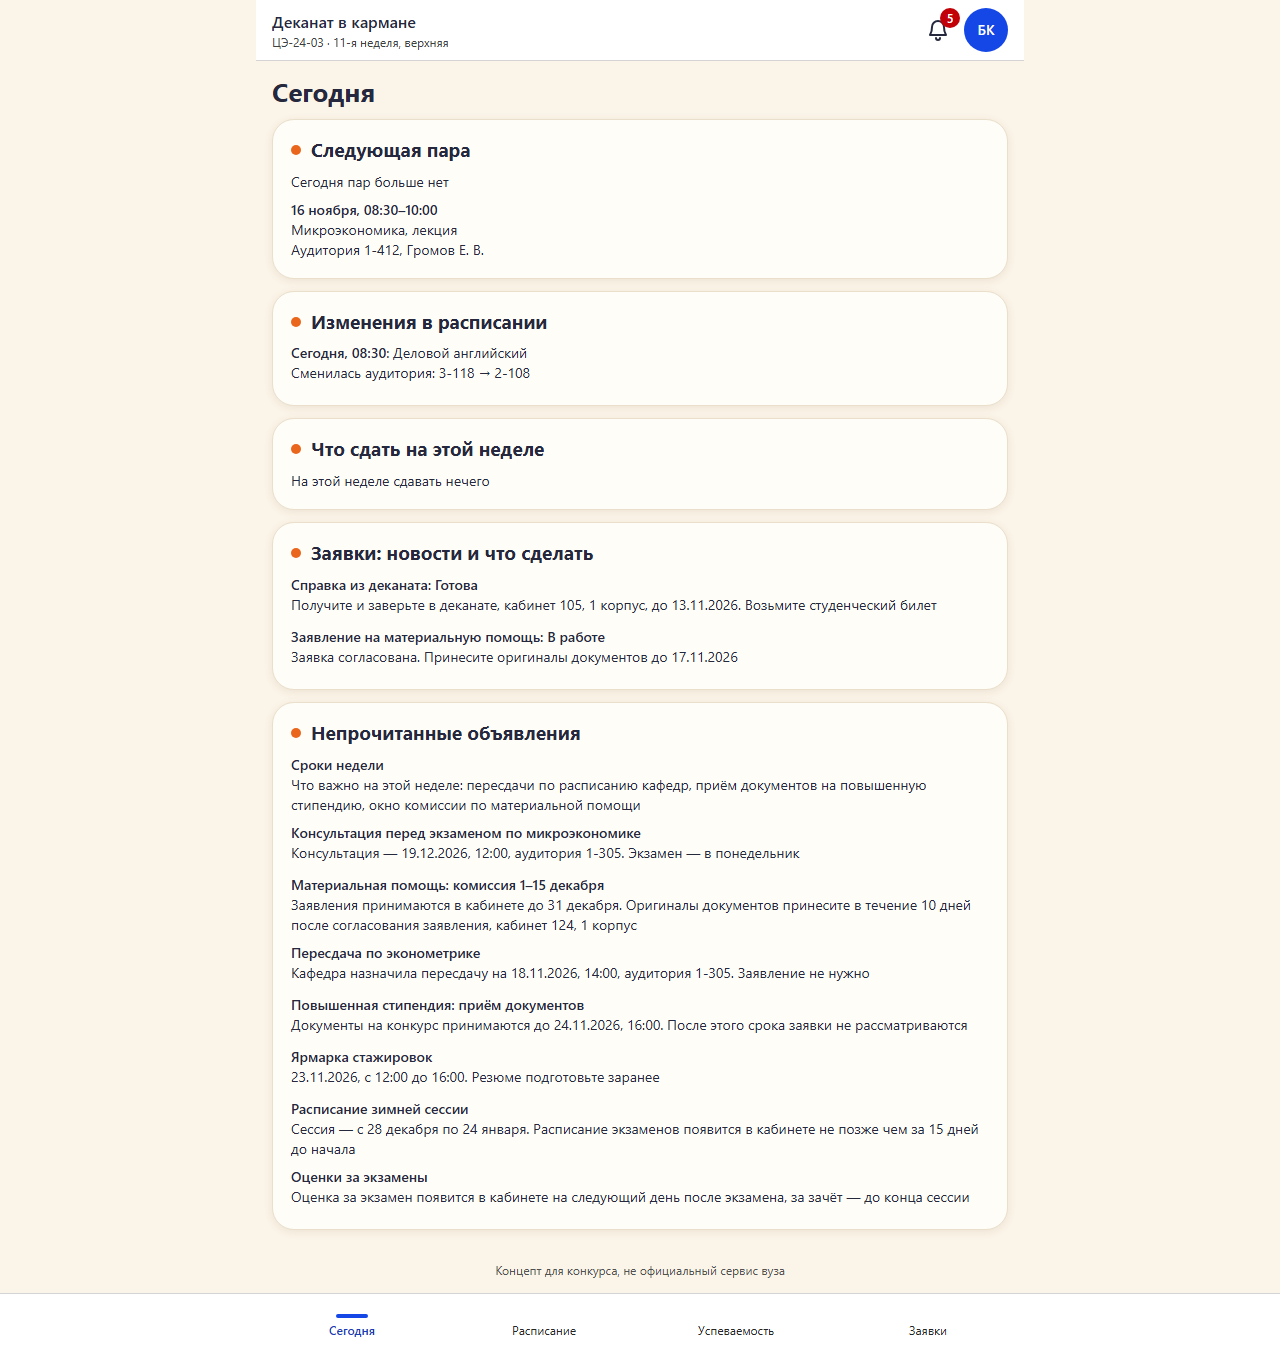 Деканат в кармане
ЦЭ-24-03 · 11-я неделя, верхняя
5
БК
Сегодня
Следующая пара
Сегодня пар больше нет
16 ноября, 08:30–10:00
Микроэкономика, лекция
Аудитория 1-412, Громов Е. В.
Изменения в расписании
Сегодня, 08:30: Деловой английский
Сменилась аудитория: 3-118 → 2-108
Что сдать на этой неделе
На этой неделе сдавать нечего
Заявки: новости и что сделать
Справка из деканата: Готова
Получите и заверьте в деканате, кабинет 105, 1 корпус, до 13.11.2026. Возьмите студенческий билет
Заявление на материальную помощь: В работе
Заявка согласована. Принесите оригиналы документов до 17.11.2026
Непрочитанные объявления
Сроки недели
Что важно на этой неделе: пересдачи по расписанию кафедр, приём документов на повышенную
стипендию, окно комиссии по материальной помощи
Консультация перед экзаменом по микроэкономике
Консультация — 19.12.2026, 12:00, аудитория 1-305. Экзамен — в понедельник
Материальная помощь: комиссия 1–15 декабря
Заявления принимаются в кабинете до 31 декабря. Оригиналы документов принесите в течение 10 дней
после согласования заявления, кабинет 124, 1 корпус
Пересдача по эконометрике
Кафедра назначила пересдачу на 18.11.2026, 14:00, аудитория 1-305. Заявление не нужно
Повышенная стипендия: приём документов
Документы на конкурс принимаются до 24.11.2026, 16:00. После этого срока заявки не рассматриваются
Ярмарка стажировок
23.11.2026, с 12:00 до 16:00. Резюме подготовьте заранее
Расписание зимней сессии
Сессия — с 28 декабря по 24 января. Расписание экзаменов появится в кабинете не позже чем за 15 дней
до начала
Оценки за экзамены
Оценка за экзамен появится в кабинете на следующий день после экзамена, за зачёт — до конца сессии
Концепт для конкурса, не официальный сервис вуза
Сегодня
Расписание
Успеваемость
Заявки